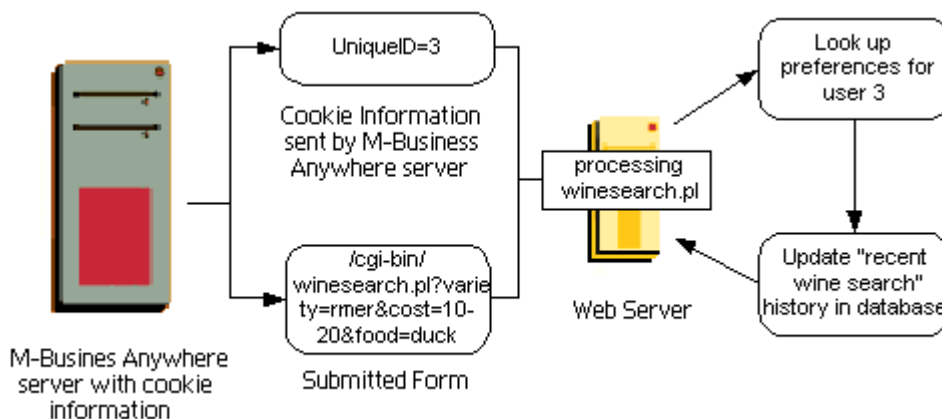 UniqueID=3
Cookie Information
sent by M-Business
Anywhere server
/cgi-bin/
winesearch.pl?varie
ty=rmer&cost=10-
20&food=duck
Submitted Form
M-Busines Anywhere
server with cookie
information
processing
winesearch.pl
Web Server
Look up
preferences for
user 3
Update "recent
wine search"
history in database